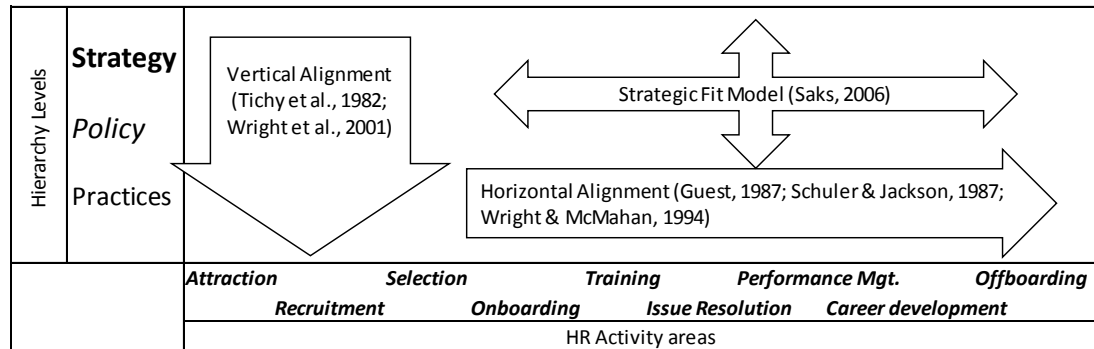 Hierarchy Levels
Strategy
Policy
Practices
Vertical Alignment
(Tichy et al., 1982;
Wright et al., 2001)
Strategic Fit Model (Saks, 2006)
Horizontal Alignment (Guest, 1987; Schuler & Jackson, 1987;
Wright & McMahan, 1994)
Attraction Selection Training Performance Mgt. Offboarding
Recruitment Onboarding Issue Resolution Career development
HR Activity areas